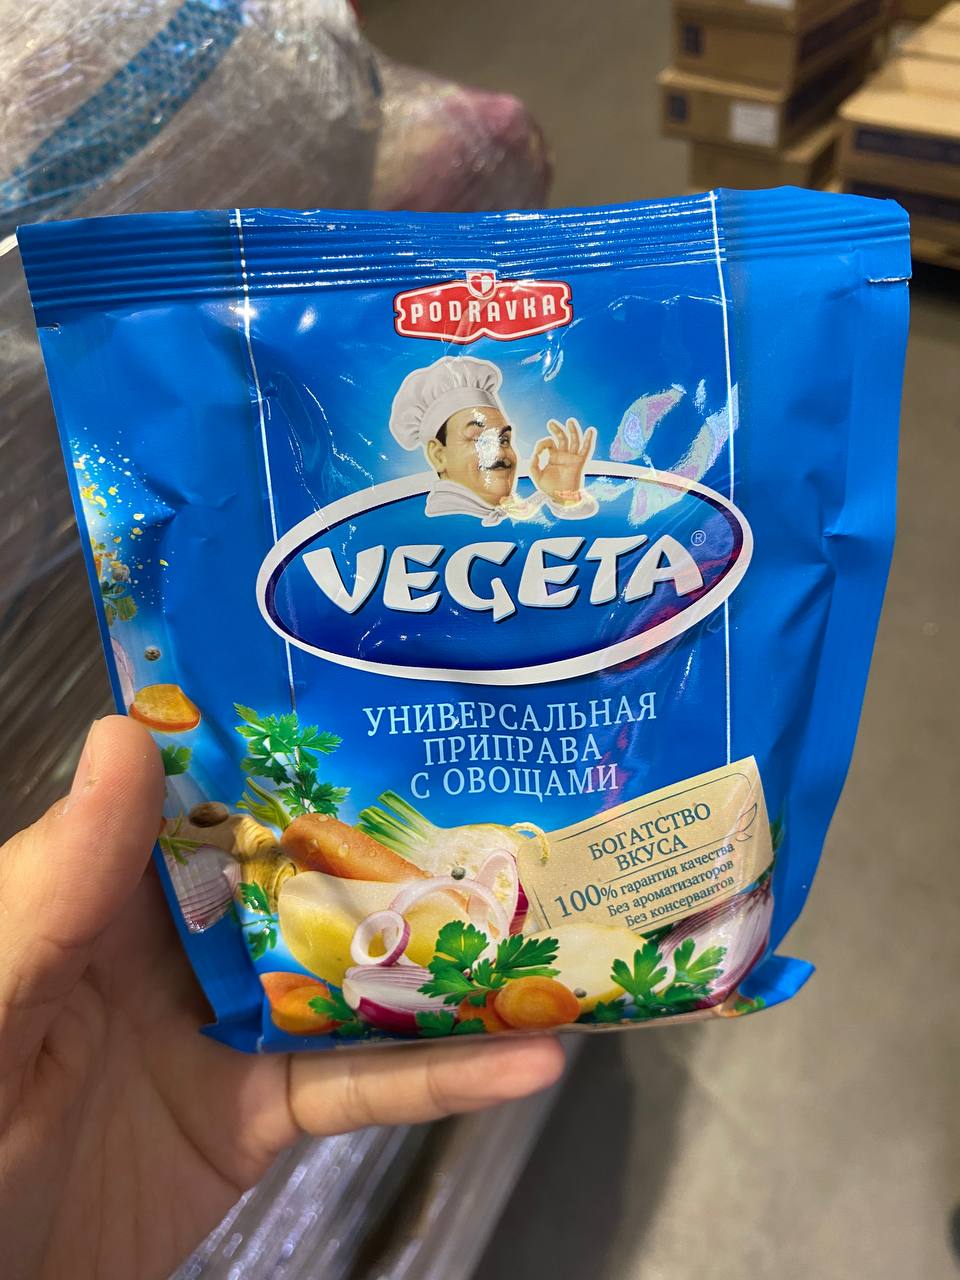 PODRAVKA
VEGETA®
УНИВЕРСАЛЬНАЯ
ПРИПРАВА
С ОВОЩАМИ
БОГАТСТВО
ВКУСА
100% гарантия качества
Без ароматизаторов
Без консервантов